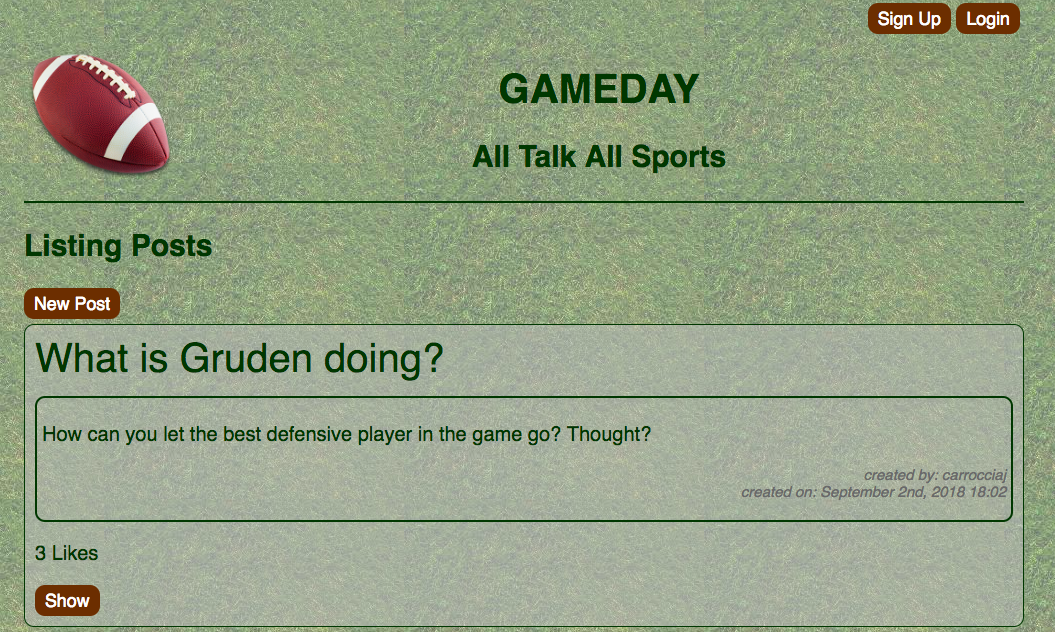 Sign Up Login
GAMEDAY
All Talk All Sports
Listing Posts
New Post
What is Gruden doing?
How can you let the best defensive player in the game go? Thought?
created by: carrocciaj
created on: September 2nd, 2018 18:02
3 Likes
Show